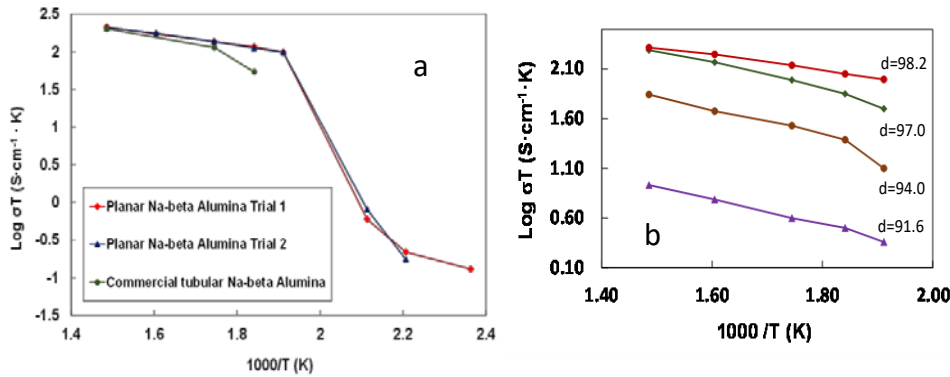 a
Log σT (S·cm⁻¹ · K)
2.5
2
1.5
1
0.5
0
-0.5
-1
-1.5
1.4
1.6
1.8
2
2.2
2.4
1000/T (K)
Planar Na-beta Alumina Trial 1
Planar Na-beta Alumina Trial 2
Commercial tubular Na-beta Alumina
b
Log σT (S·cm⁻¹·K)
2.10
1.60
1.10
0.60
0.10
1.40
1.60
1.80
2.00
1000 /T (K)
d=98.2
d=97.0
d=94.0
d=91.6